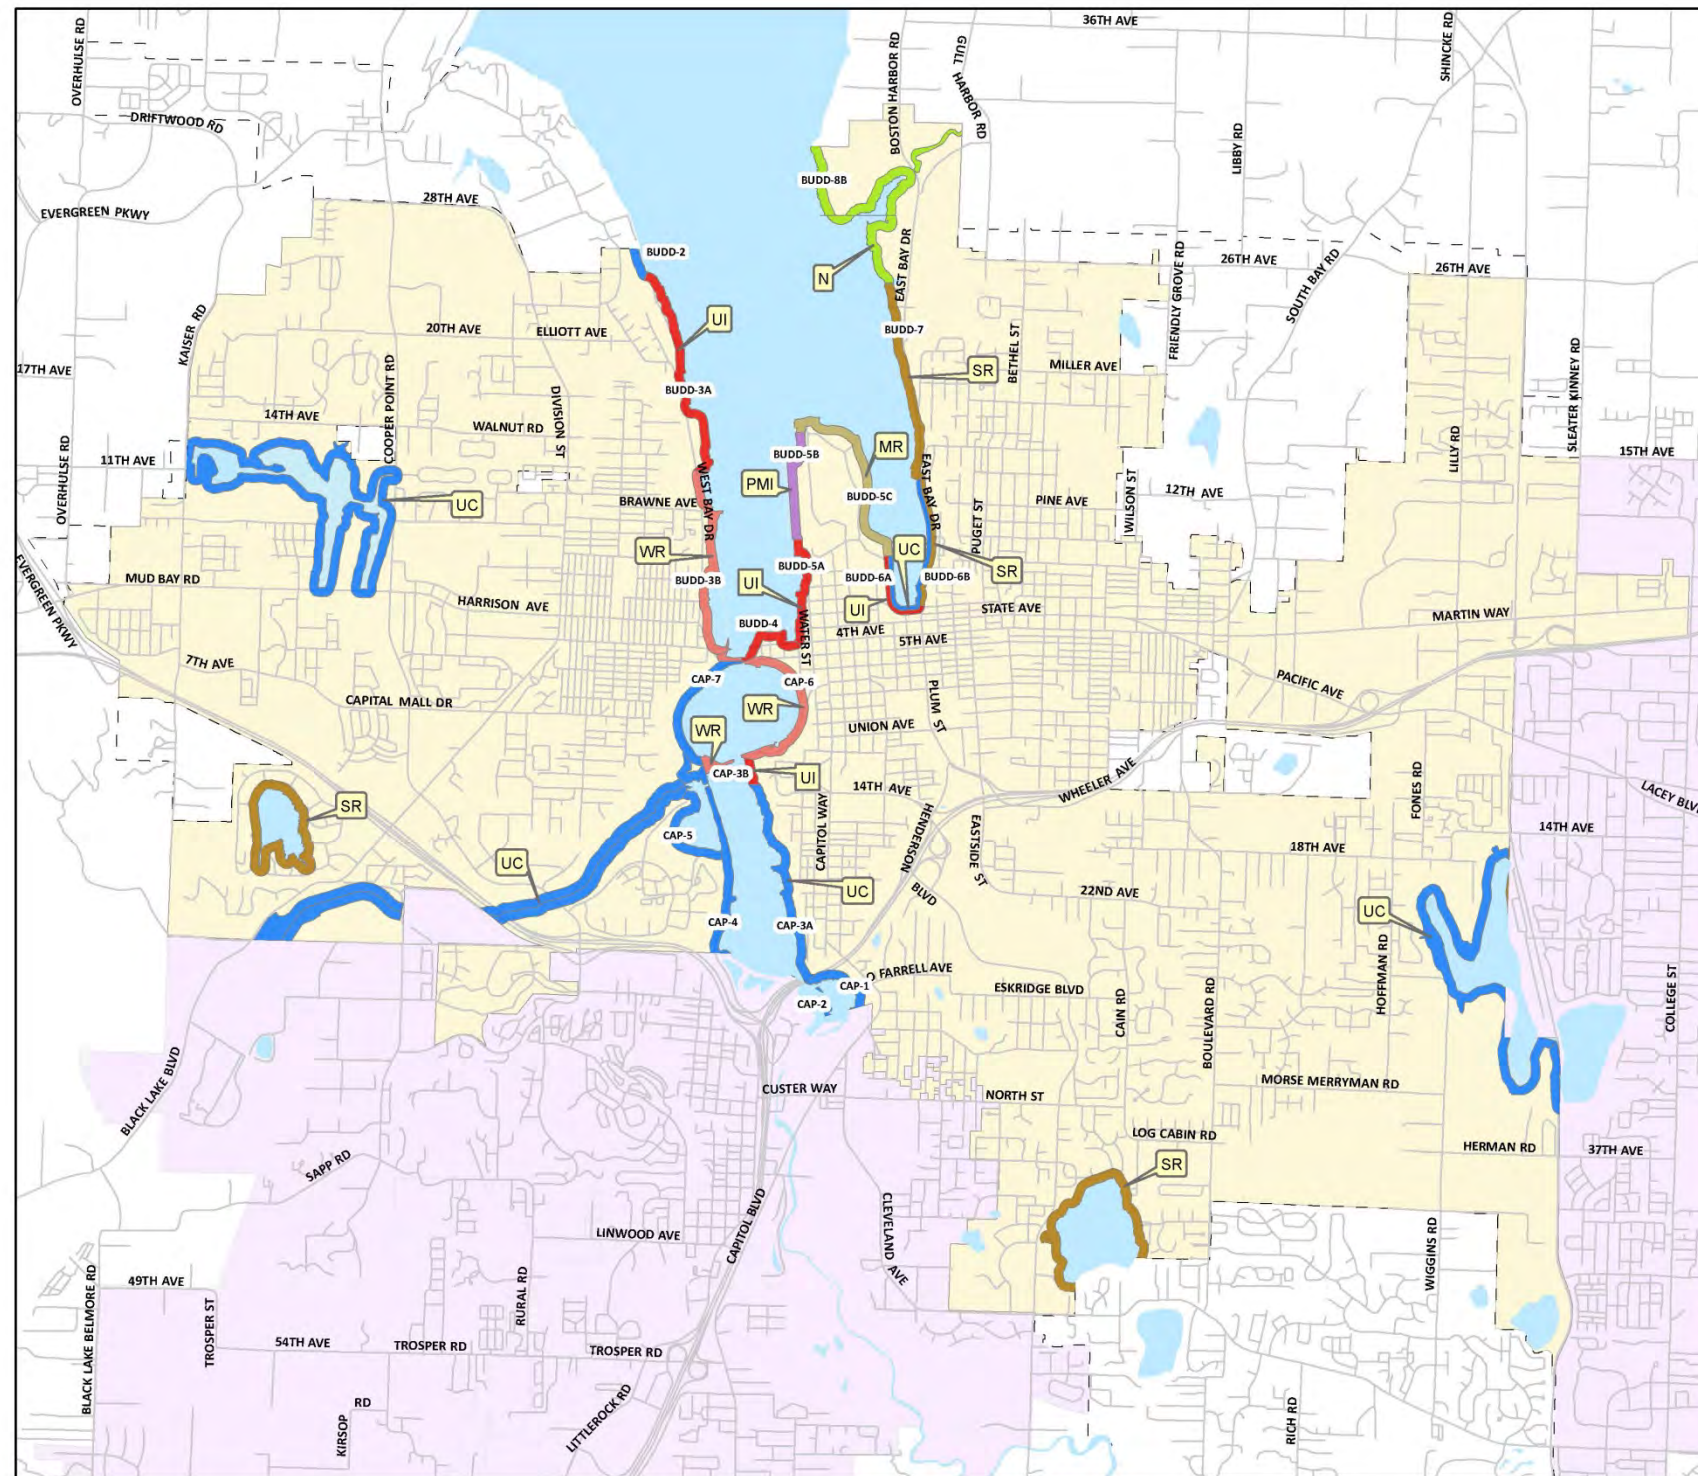 36TH AVE
OVERHULSE RD
BOSTON HARBOR RD
GULL HARBOR RD
SHINCKE RD
DRIFTWOOD RD
LIBBY RD
BUDD-8B
28TH AVE
EVERGREEN PKWY
BUDD-2
N
EAST BAY DR
FRIENDLY GROVE RD
26TH AVE
SOUTH BAY RD
26TH AVE
KAISER RD
UI
20TH AVE
ELLIOTT AVE
BUDD-7
BETHEL ST
SLEATER KINNEY RD
17TH AVE
COOPER POINT RD
SR
MILLER AVE
BUDD-3A
DIVISION ST
14TH AVE
WALNUT RD
MR
BUDD-5B
LILLY RD
15TH AVE
11TH AVE
OVERHULSE RD
WEST BAY DR
PMI
BUDD-5C
EAST BAY DR
WILSON ST
12TH AVE
UC
BRAWNE AVE
PUGET ST
PINE AVE
WR
UC
SR
EVERGREEN PKWY
MUD BAY RD
BUDD-3B
UI
BUDD-5A
BUDD-6A
BUDD-6B
HARRISON AVE
UI
STATE AVE
MARTIN WAY
BUDD-4
WATER ST
4TH AVE
5TH AVE
7TH AVE
CAP-7
CAP-6
PACIFIC AVE
CAPITAL MALL DR
WR
PLUM ST
UNION AVE
WR
CAP-3B
UI
14TH AVE
WHEELER AVE
FONES RD
LACEY BLV
SR
CAPITOL WAY
HENDERSON BLVD
EASTSIDE ST
14TH AVE
CAP-5
18TH AVE
UC
UC
22ND AVE
UC
CAP-4
CAP-3A
HOFFMAN RD
O FARRELL AVE
CAP-1
CAP-2
ESKRIDGE BLVD
CAIN RD
BOULEVARD RD
COLLEGE ST
BLACK LAKE BLVD
CUSTER WAY
NORTH ST
MORSE MERRYMAN RD
LOG CABIN RD
HERMAN RD
37TH AVE
SAPP RD
SR
CAPITOL BLVD
CLEVELAND AVE
LINWOOD AVE
WIGGINS RD
49TH AVE
BLACK LAKE BELMORE RD
TROSPER ST
RURAL RD
54TH AVE
TROSPER RD
TROSPER RD
KIRSOP RD
LITTLEROCK RD
RICH RD